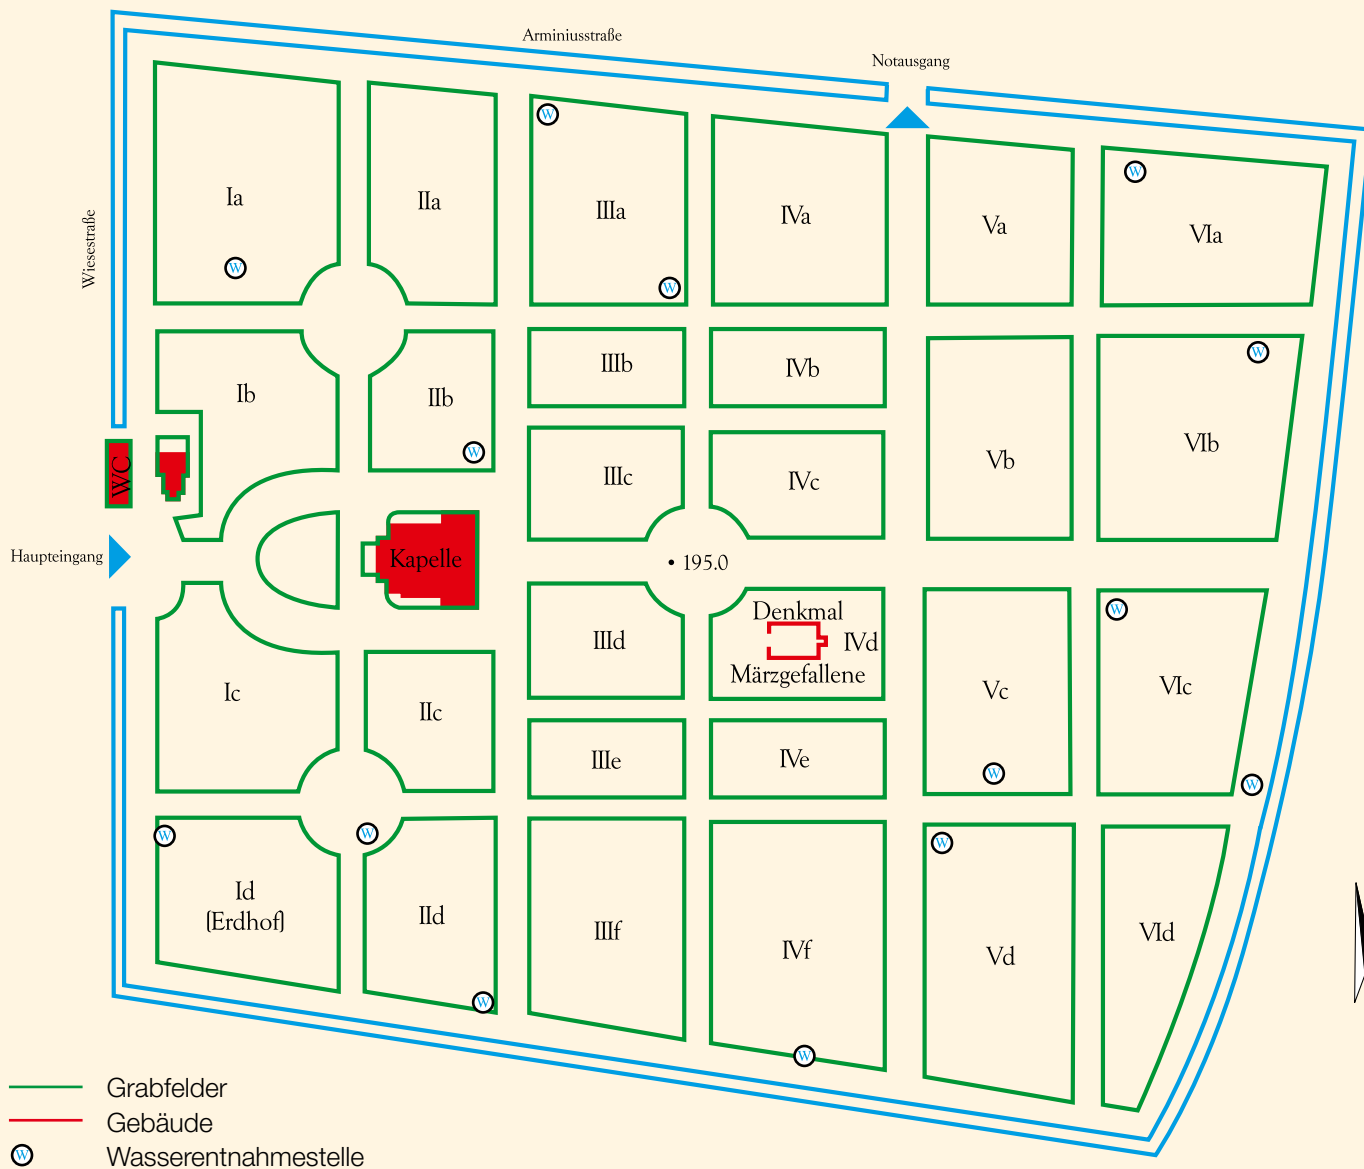 Arminiusstraße
Notausgang
Wiesestraße
W
W
Ia
IIa
IIIa
IVa
Va
VIa
W
W
IIIb
IVb
W
Ib
IIb
VIb
W
Vb
WC
IIIc
IVc
Haupteingang
Kapelle
• 195.0
W
Denkmal
IIId
IVd
Märzgefallene
Ic
IIc
Vc
VIc
IIIe
IVe
W
W
W
W
W
Id
(Erdhof)
IId
IIIf
IVf
Vd
VId
W
W
Grabfelder
Gebäude
W Wasserentnahmestelle